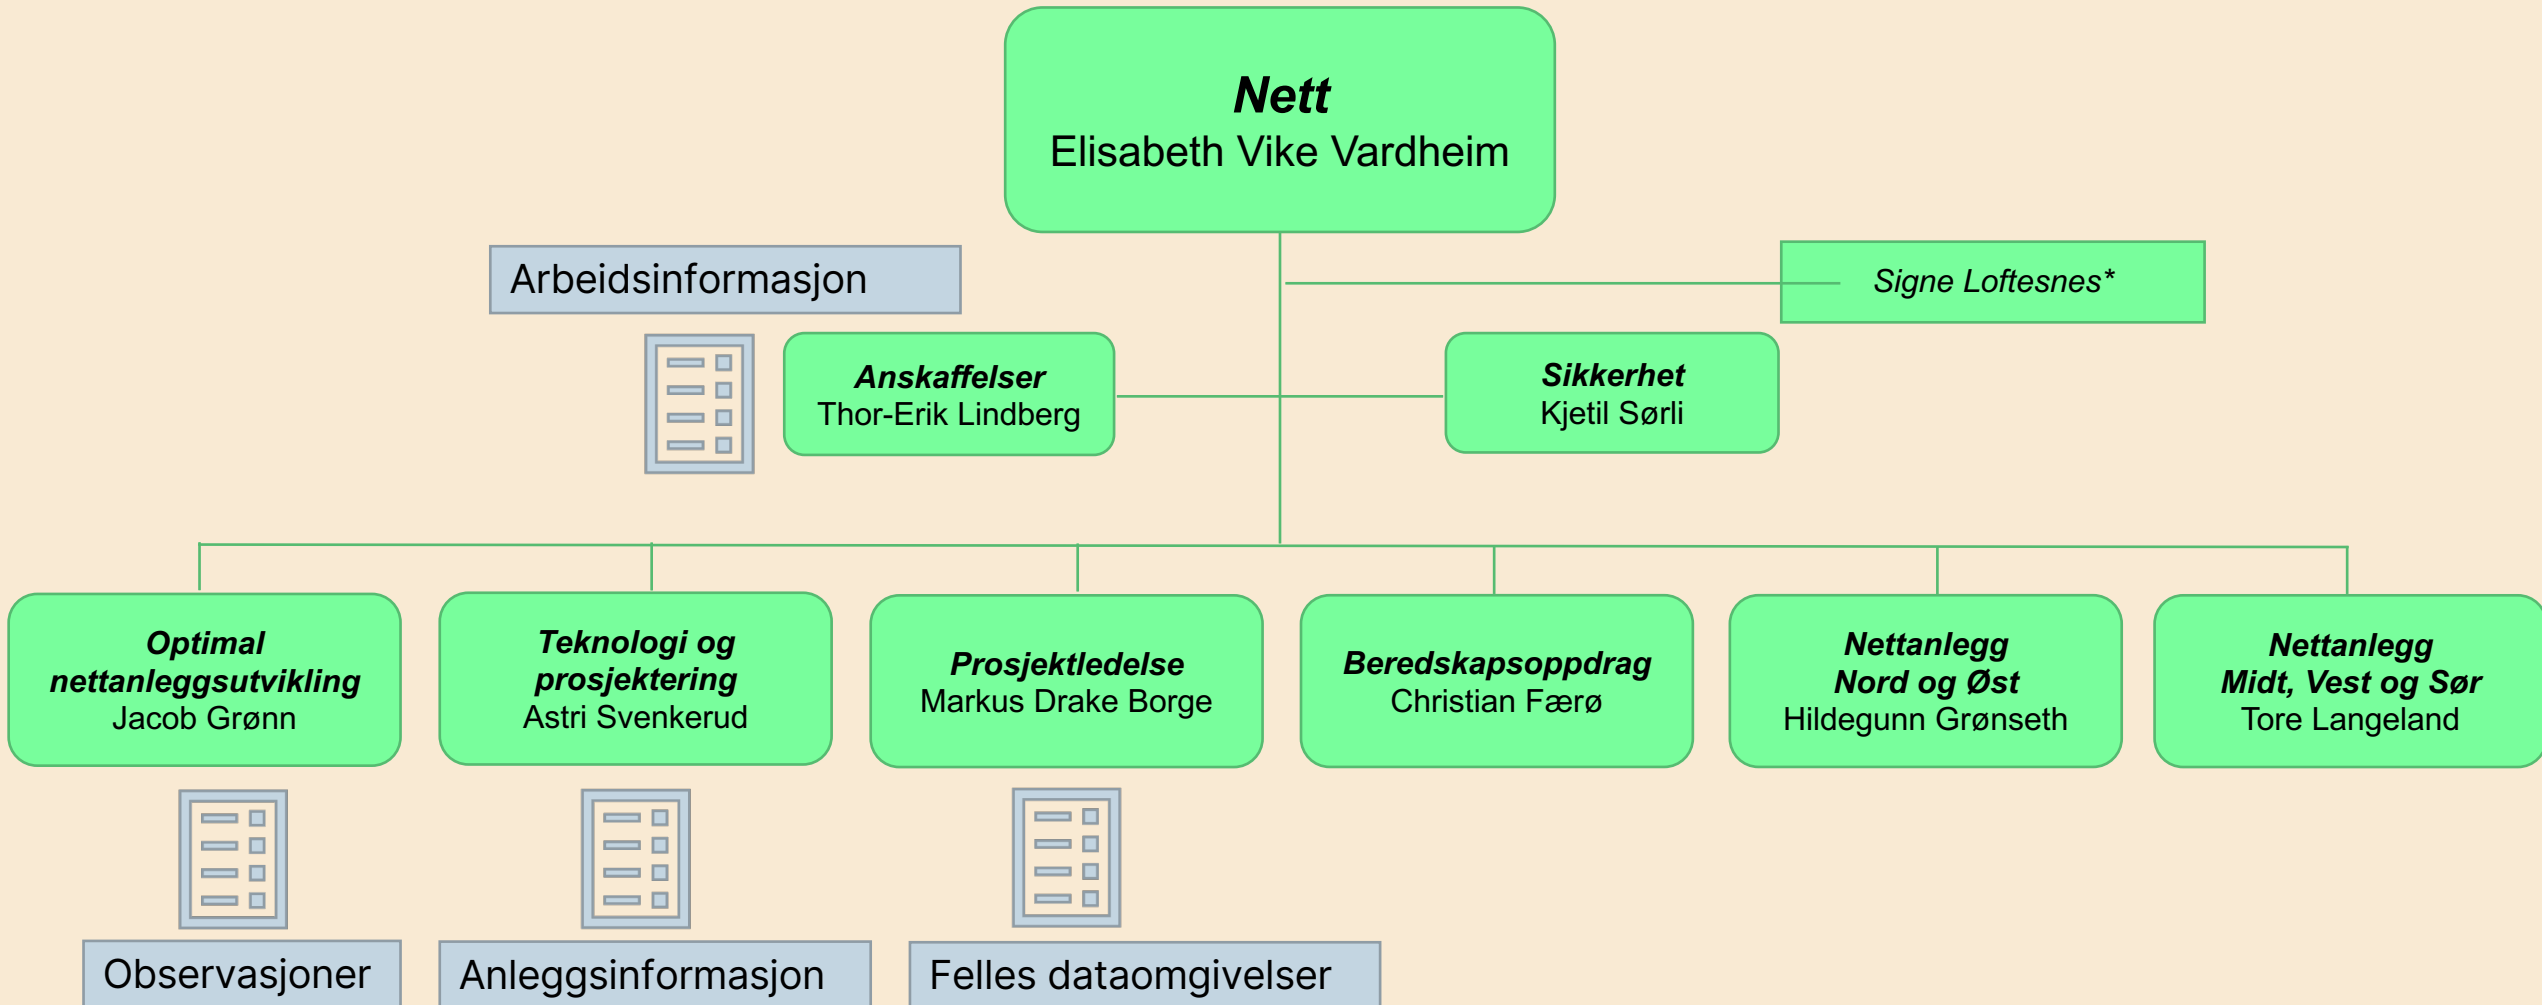 Nett
Elisabeth Vike Vardheim
Arbeidsinformasjon
Signe Loftesnes*
Anskaffelser
Thor-Erik Lindberg
Sikkerhet
Kjetil Sørli
Optimal
nettanleggsutvikling
Jacob Grønn
Teknologi og
prosjektering
Astri Svenkerud
Prosjektledelse
Markus Drake Borge
Beredskapsoppdrag
Christian Færø
Nettanlegg
Nord og Øst
Hildegunn Grønseth
Nettanlegg
Midt, Vest og Sør
Tore Langeland
Observasjoner
Anleggsinformasjon
Felles dataomgivelser